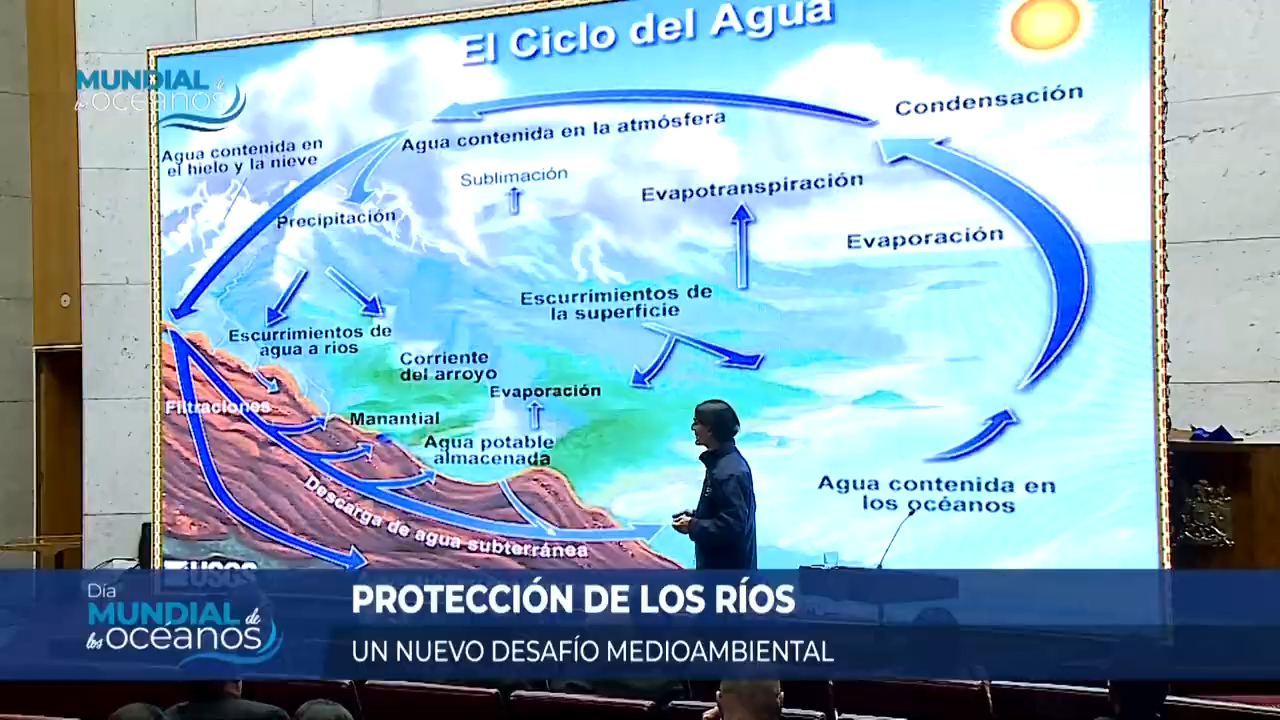 El Ciclo del Agua
MUNDIAL de
los océanos
Condensación
Agua contenida en la atmósfera
Agua contenida en
el hielo y la nieve
Sublimación
Evapotranspiración
Precipitación
Evaporación
Escurrimientos de
la superficie
Escurrimientos de
agua a rios
Corriente
del arroyo
Evaporación
Filtraciones
Manantial
Agua potable
almacenada
Agua contenida en
los océanos
Descarga de agua subterránea
USGS
Día
MUNDIAL de
los océanos
PROTECCIÓN DE LOS RÍOS
UN NUEVO DESAFÍO MEDIOAMBIENTAL